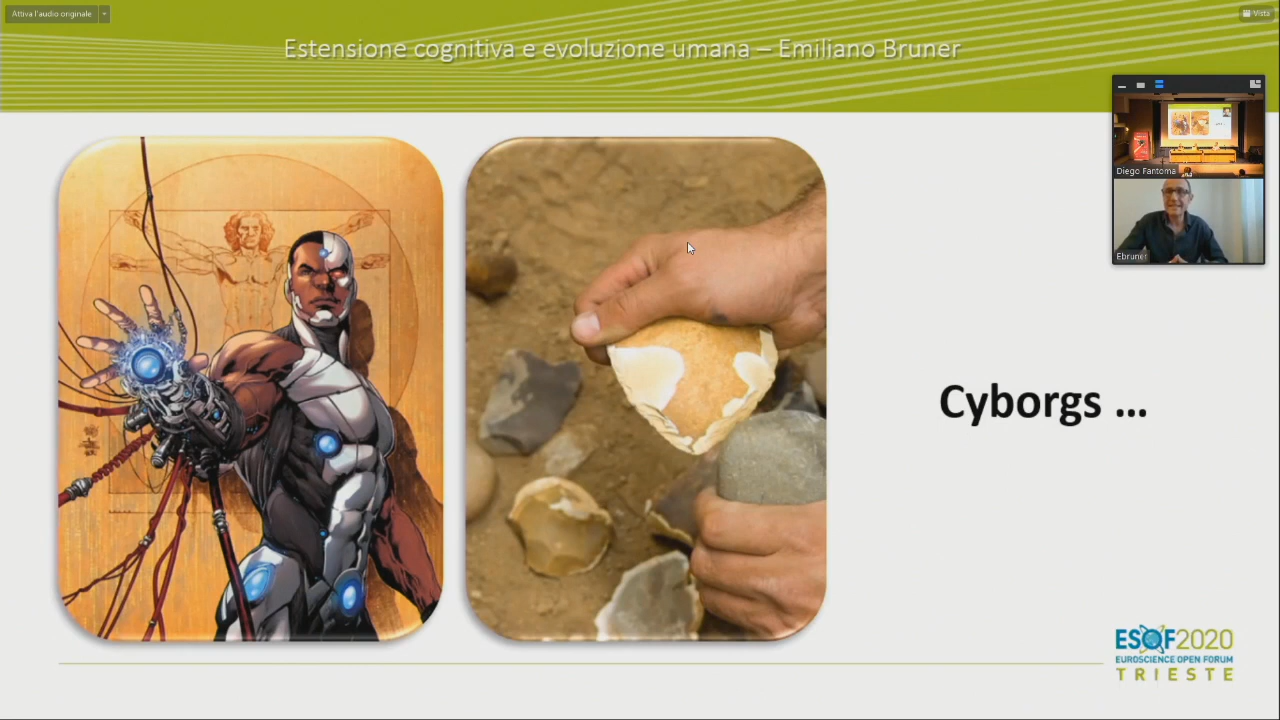 Attiva l'audio originale
Vista
Estensione cognitiva e evoluzione umana – Emiliano Bruner
Diego Fantoma
Ebruner
Cyborgs ...
ESOF2020
EUROSCIENCE OPEN FORUM
TRIESTE